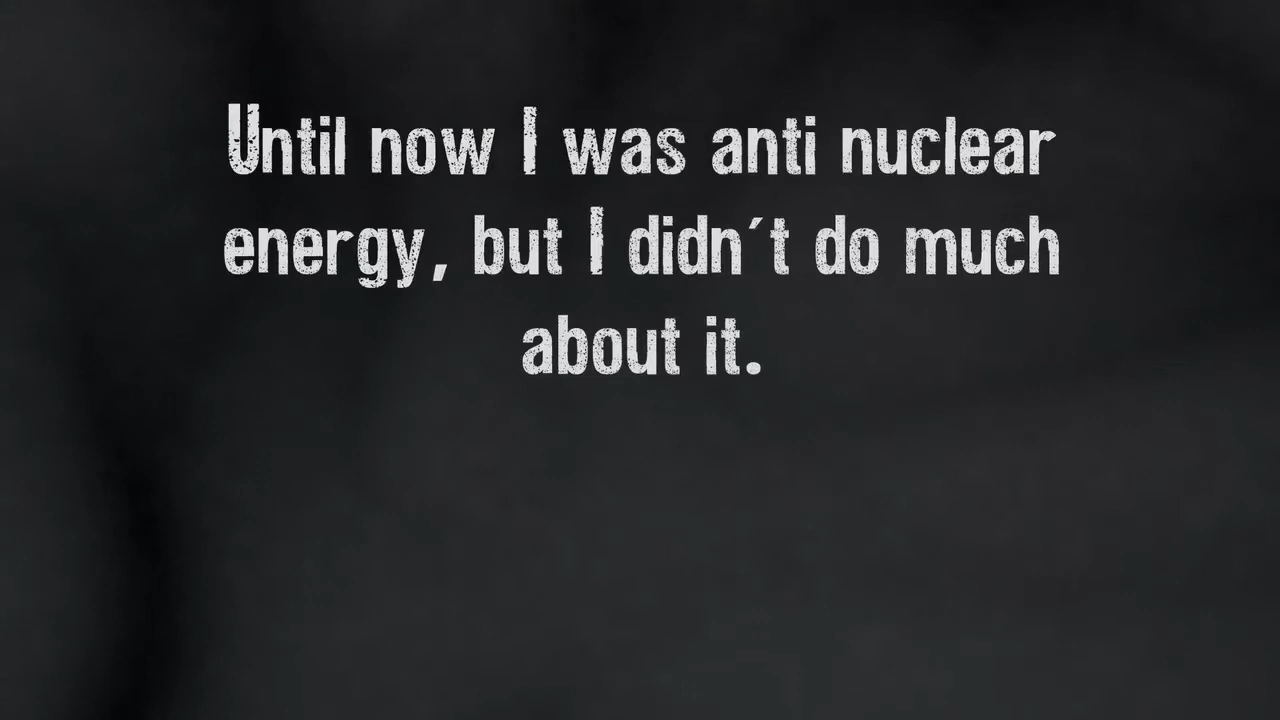 Until now I was anti nuclear
energy, but I didn´t do much
about it.